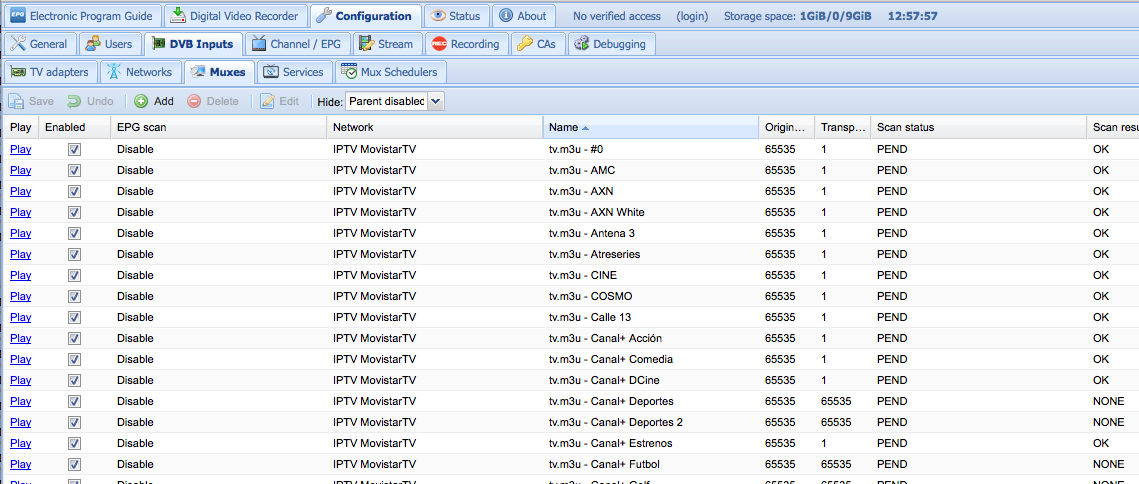 EPG Electronic Program Guide Digital Video Recorder Configuration Status About No verified access (login) Storage space: 1GiB/0/9GiB 12:57:57
General Users DVB Inputs Channel / EPG Stream REC Recording CAs Debugging
TV adapters Networks Muxes Services Mux Schedulers
Save Undo Add Delete Edit Hide: Parent disabled
Play Enabled EPG scan Network Name Origin... Transp... Scan status Scan resu
Play Disable IPTV MovistarTV tv.m3u - #0 65535 1 PEND OK
Play Disable IPTV MovistarTV tv.m3u - AMC 65535 1 PEND OK
Play Disable IPTV MovistarTV tv.m3u - AXN 65535 1 PEND OK
Play Disable IPTV MovistarTV tv.m3u - AXN White 65535 1 PEND OK
Play Disable IPTV MovistarTV tv.m3u - Antena 3 65535 1 PEND OK
Play Disable IPTV MovistarTV tv.m3u - Atreseries 65535 1 PEND OK
Play Disable IPTV MovistarTV tv.m3u - CINE 65535 1 PEND OK
Play Disable IPTV MovistarTV tv.m3u - COSMO 65535 1 PEND OK
Play Disable IPTV MovistarTV tv.m3u - Calle 13 65535 1 PEND OK
Play Disable IPTV MovistarTV tv.m3u - Canal+ Acción 65535 1 PEND OK
Play Disable IPTV MovistarTV tv.m3u - Canal+ Comedia 65535 1 PEND OK
Play Disable IPTV MovistarTV tv.m3u - Canal+ DCine 65535 1 PEND OK
Play Disable IPTV MovistarTV tv.m3u - Canal+ Deportes 65535 65535 PEND NONE
Play Disable IPTV MovistarTV tv.m3u - Canal+ Deportes 2 65535 65535 PEND NONE
Play Disable IPTV MovistarTV tv.m3u - Canal+ Estrenos 65535 1 PEND OK
Play Disable IPTV MovistarTV tv.m3u - Canal+ Futbol 65535 65535 PEND NONE